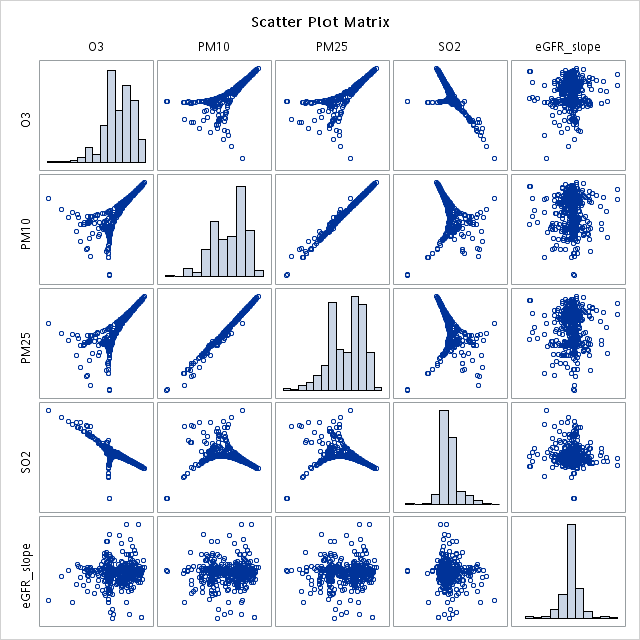 Scatter Plot Matrix
O3 PM10 PM25 SO2 eGFR_slope
O3
PM10
PM25
SO2
eGFR_slope